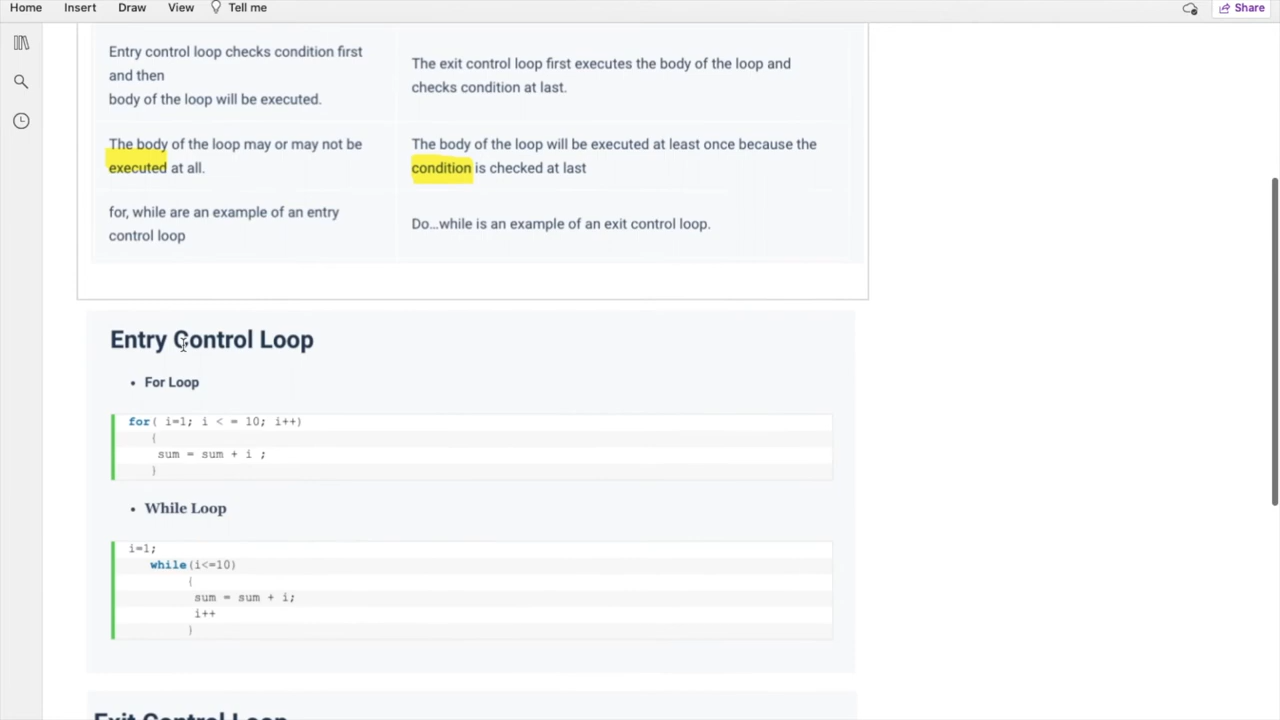 Home Insert Draw View Tell me Share
Entry control loop checks condition first
and then
body of the loop will be executed.
The exit control loop first executes the body of the loop and
checks condition at last.
The body of the loop may or may not be
executed at all.
The body of the loop will be executed at least once because the
condition is checked at last
for, while are an example of an entry
control loop
Do...while is an example of an exit control loop.
Entry Control Loop
• For Loop
for( i=1; i < = 10; i++)
{
sum = sum + i ;
}
• While Loop
i=1;
while(i<=10)
{
sum = sum + i;
i++
}
Exit Control Loop